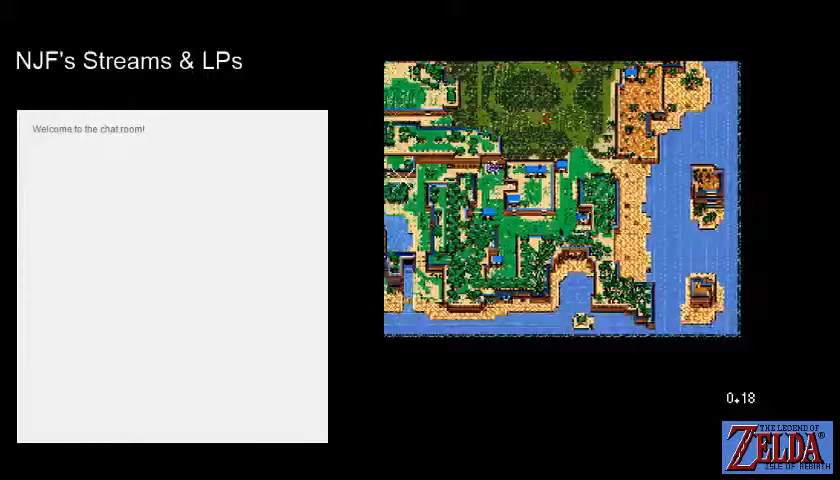 NJF's Streams & LPs
Welcome to the chat room!
0.18
THE LEGEND OF
ZELDA®
ISLE OF REBIRTH